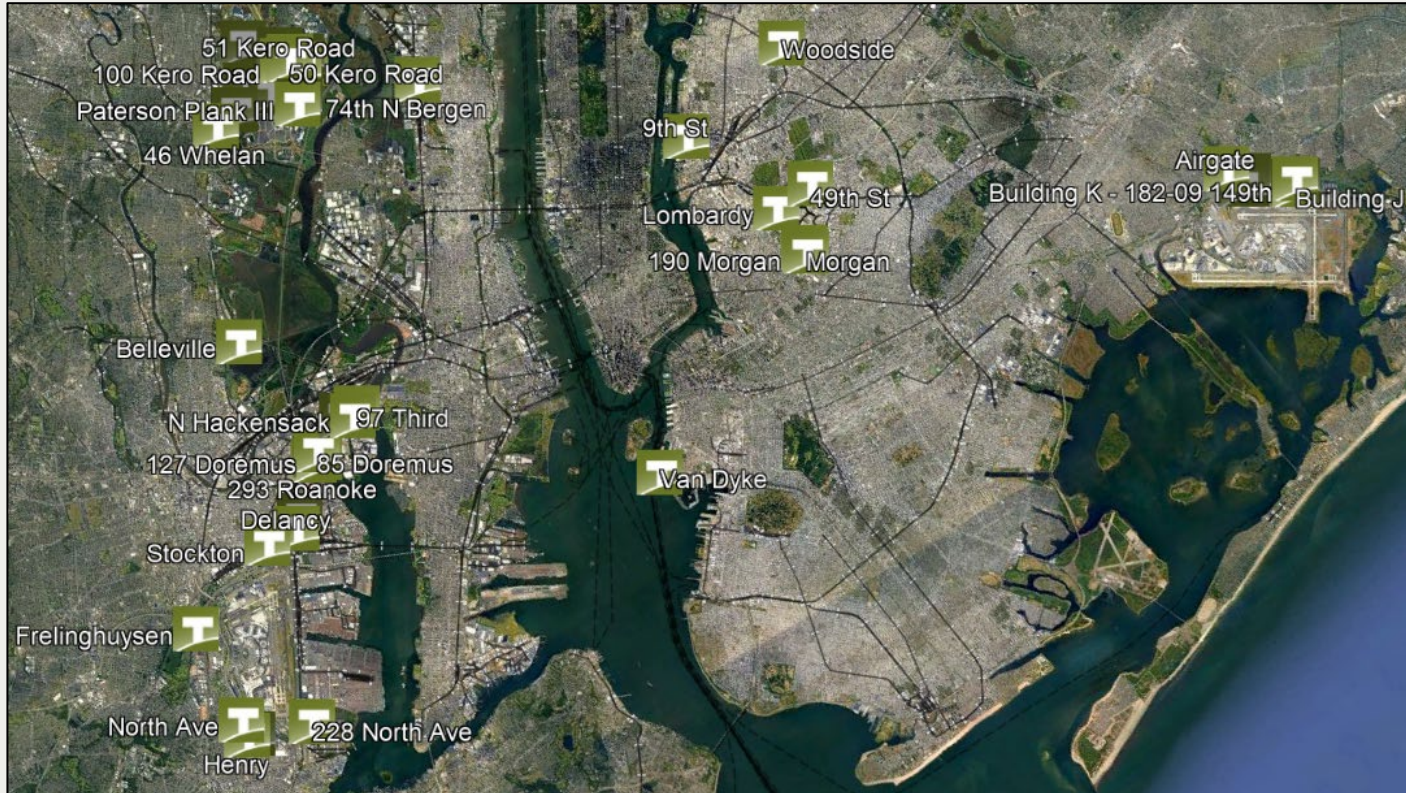 51 Kero Road
Woodside
100 Kero Road
50 Kero Road
Paterson Plank III
74th N Bergen
9th St
46 Whelan
Airgate
Building K - 182-09 149th
Building J
49th St
Lombardy
190 Morgan
Morgan
Belleville
N Hackensack
97 Third
127 Doremus
85 Doremus
Van Dyke
293 Roanoke
Delancy
Stockton
Frelinghuysen
North Ave
228 North Ave
Henry